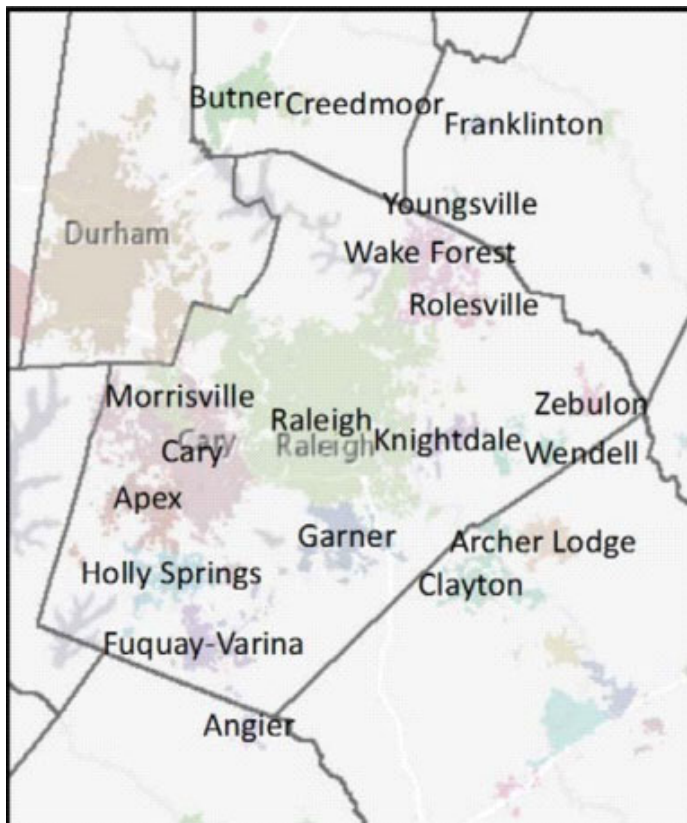 Butner
Creedmoor
Franklinton
Youngsville
Durham
Wake Forest
Rolesville
Morrisville
Zebulon
Raleigh
Cary
Cary
Raleigh
Knightdale
Wendell
Apex
Garner
Archer Lodge
Holly Springs
Clayton
Fuquay-Varina
Angier